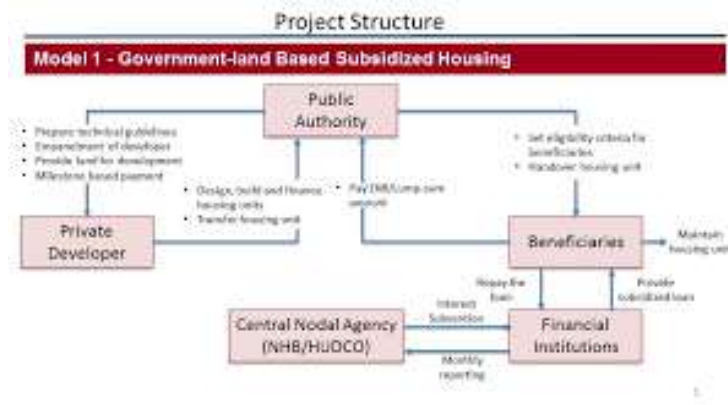 Project Structure
Model 1 - Government-land Based Subsidized Housing
Public
Authority
• Prepare technical guidelines
• Empanelment of developer
• Provide land for development
• Milestone based payment
• Set eligibility criteria for
beneficiaries
• Handover housing unit
• Design, build and finance
housing units
• Transfer housing unit
• Pay EMI/Lump sum
amount
Private
Developer
Beneficiaries
Maintain
housing unit
Repay the
loan
Provide
subsidized loan
Central Nodal Agency
(NHB/HUDCO)
Interest
Subvention
Monthly
reporting
Financial
Institutions